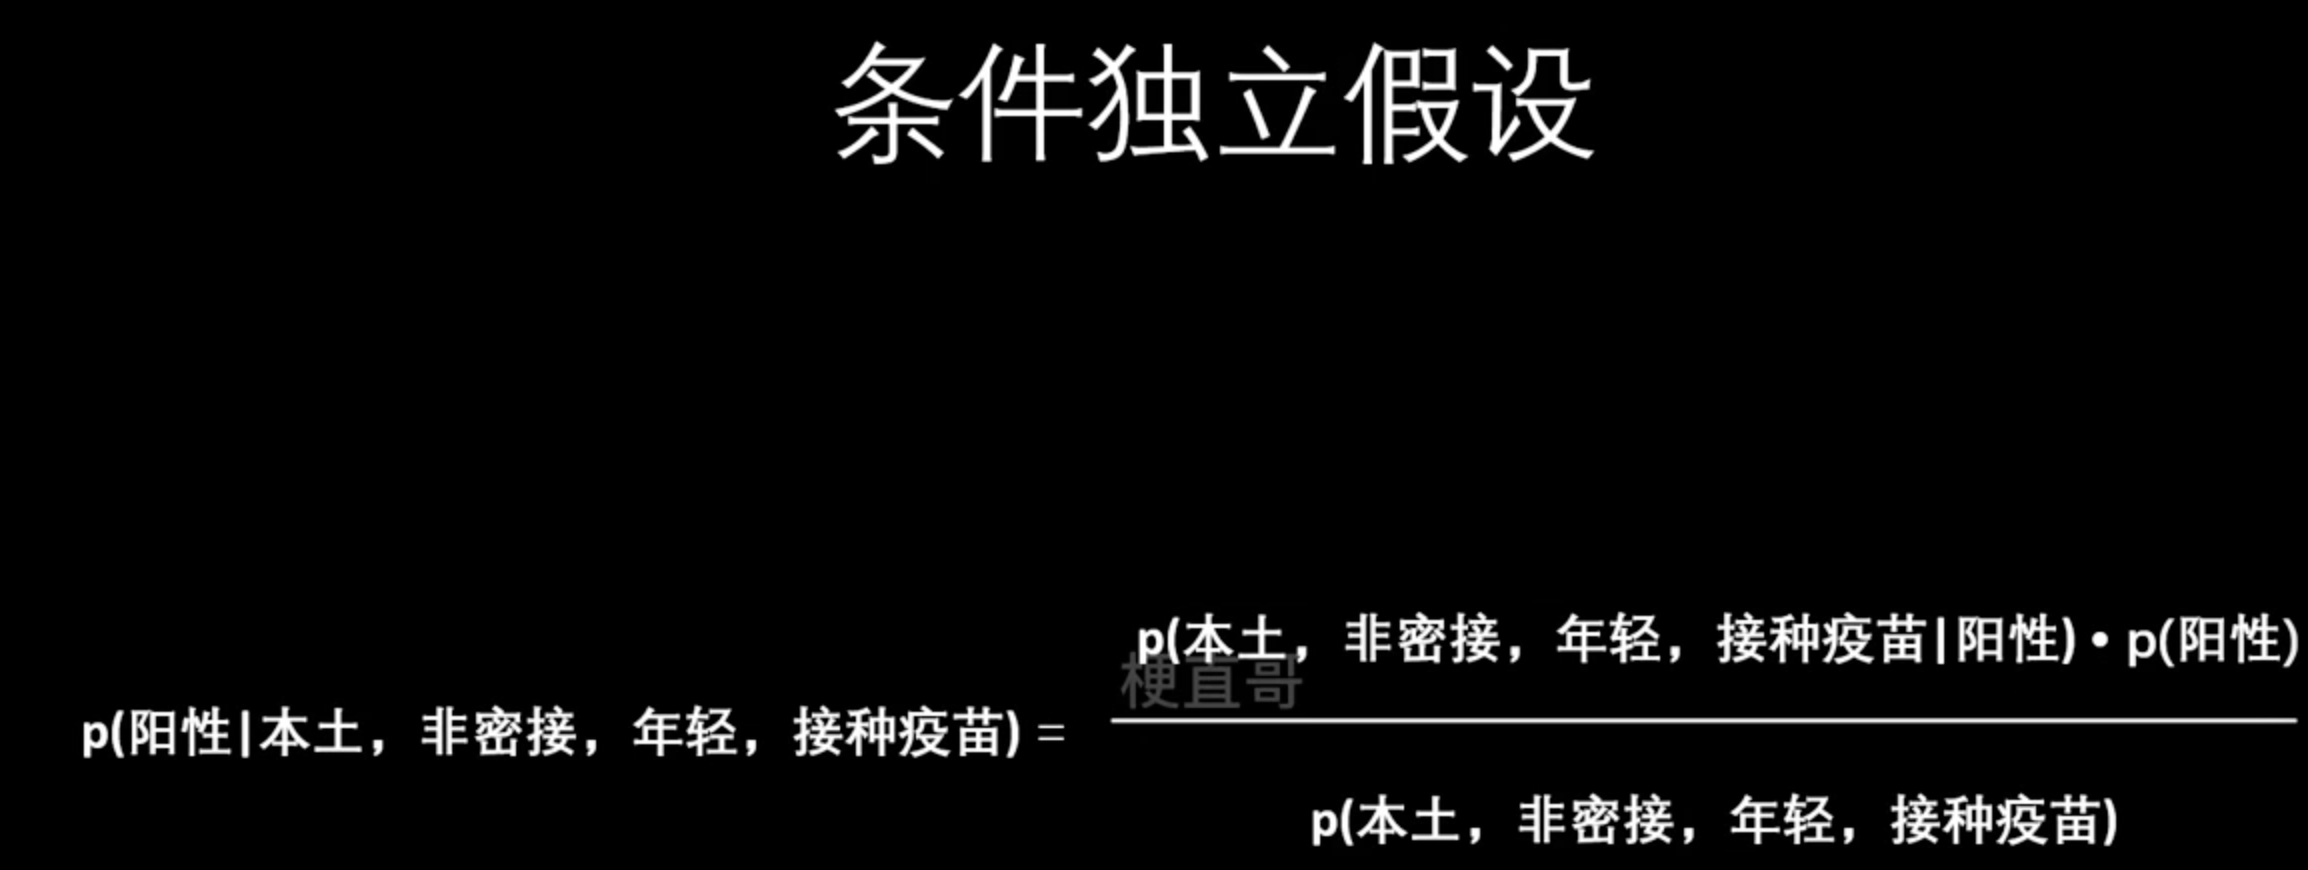 条件独立假设
p(本土，非密接，年轻，接种疫苗|阳性) • p(阳性)
梗直哥
p(阳性|本土，非密接，年轻，接种疫苗) =
p(本土，非密接，年轻，接种疫苗)